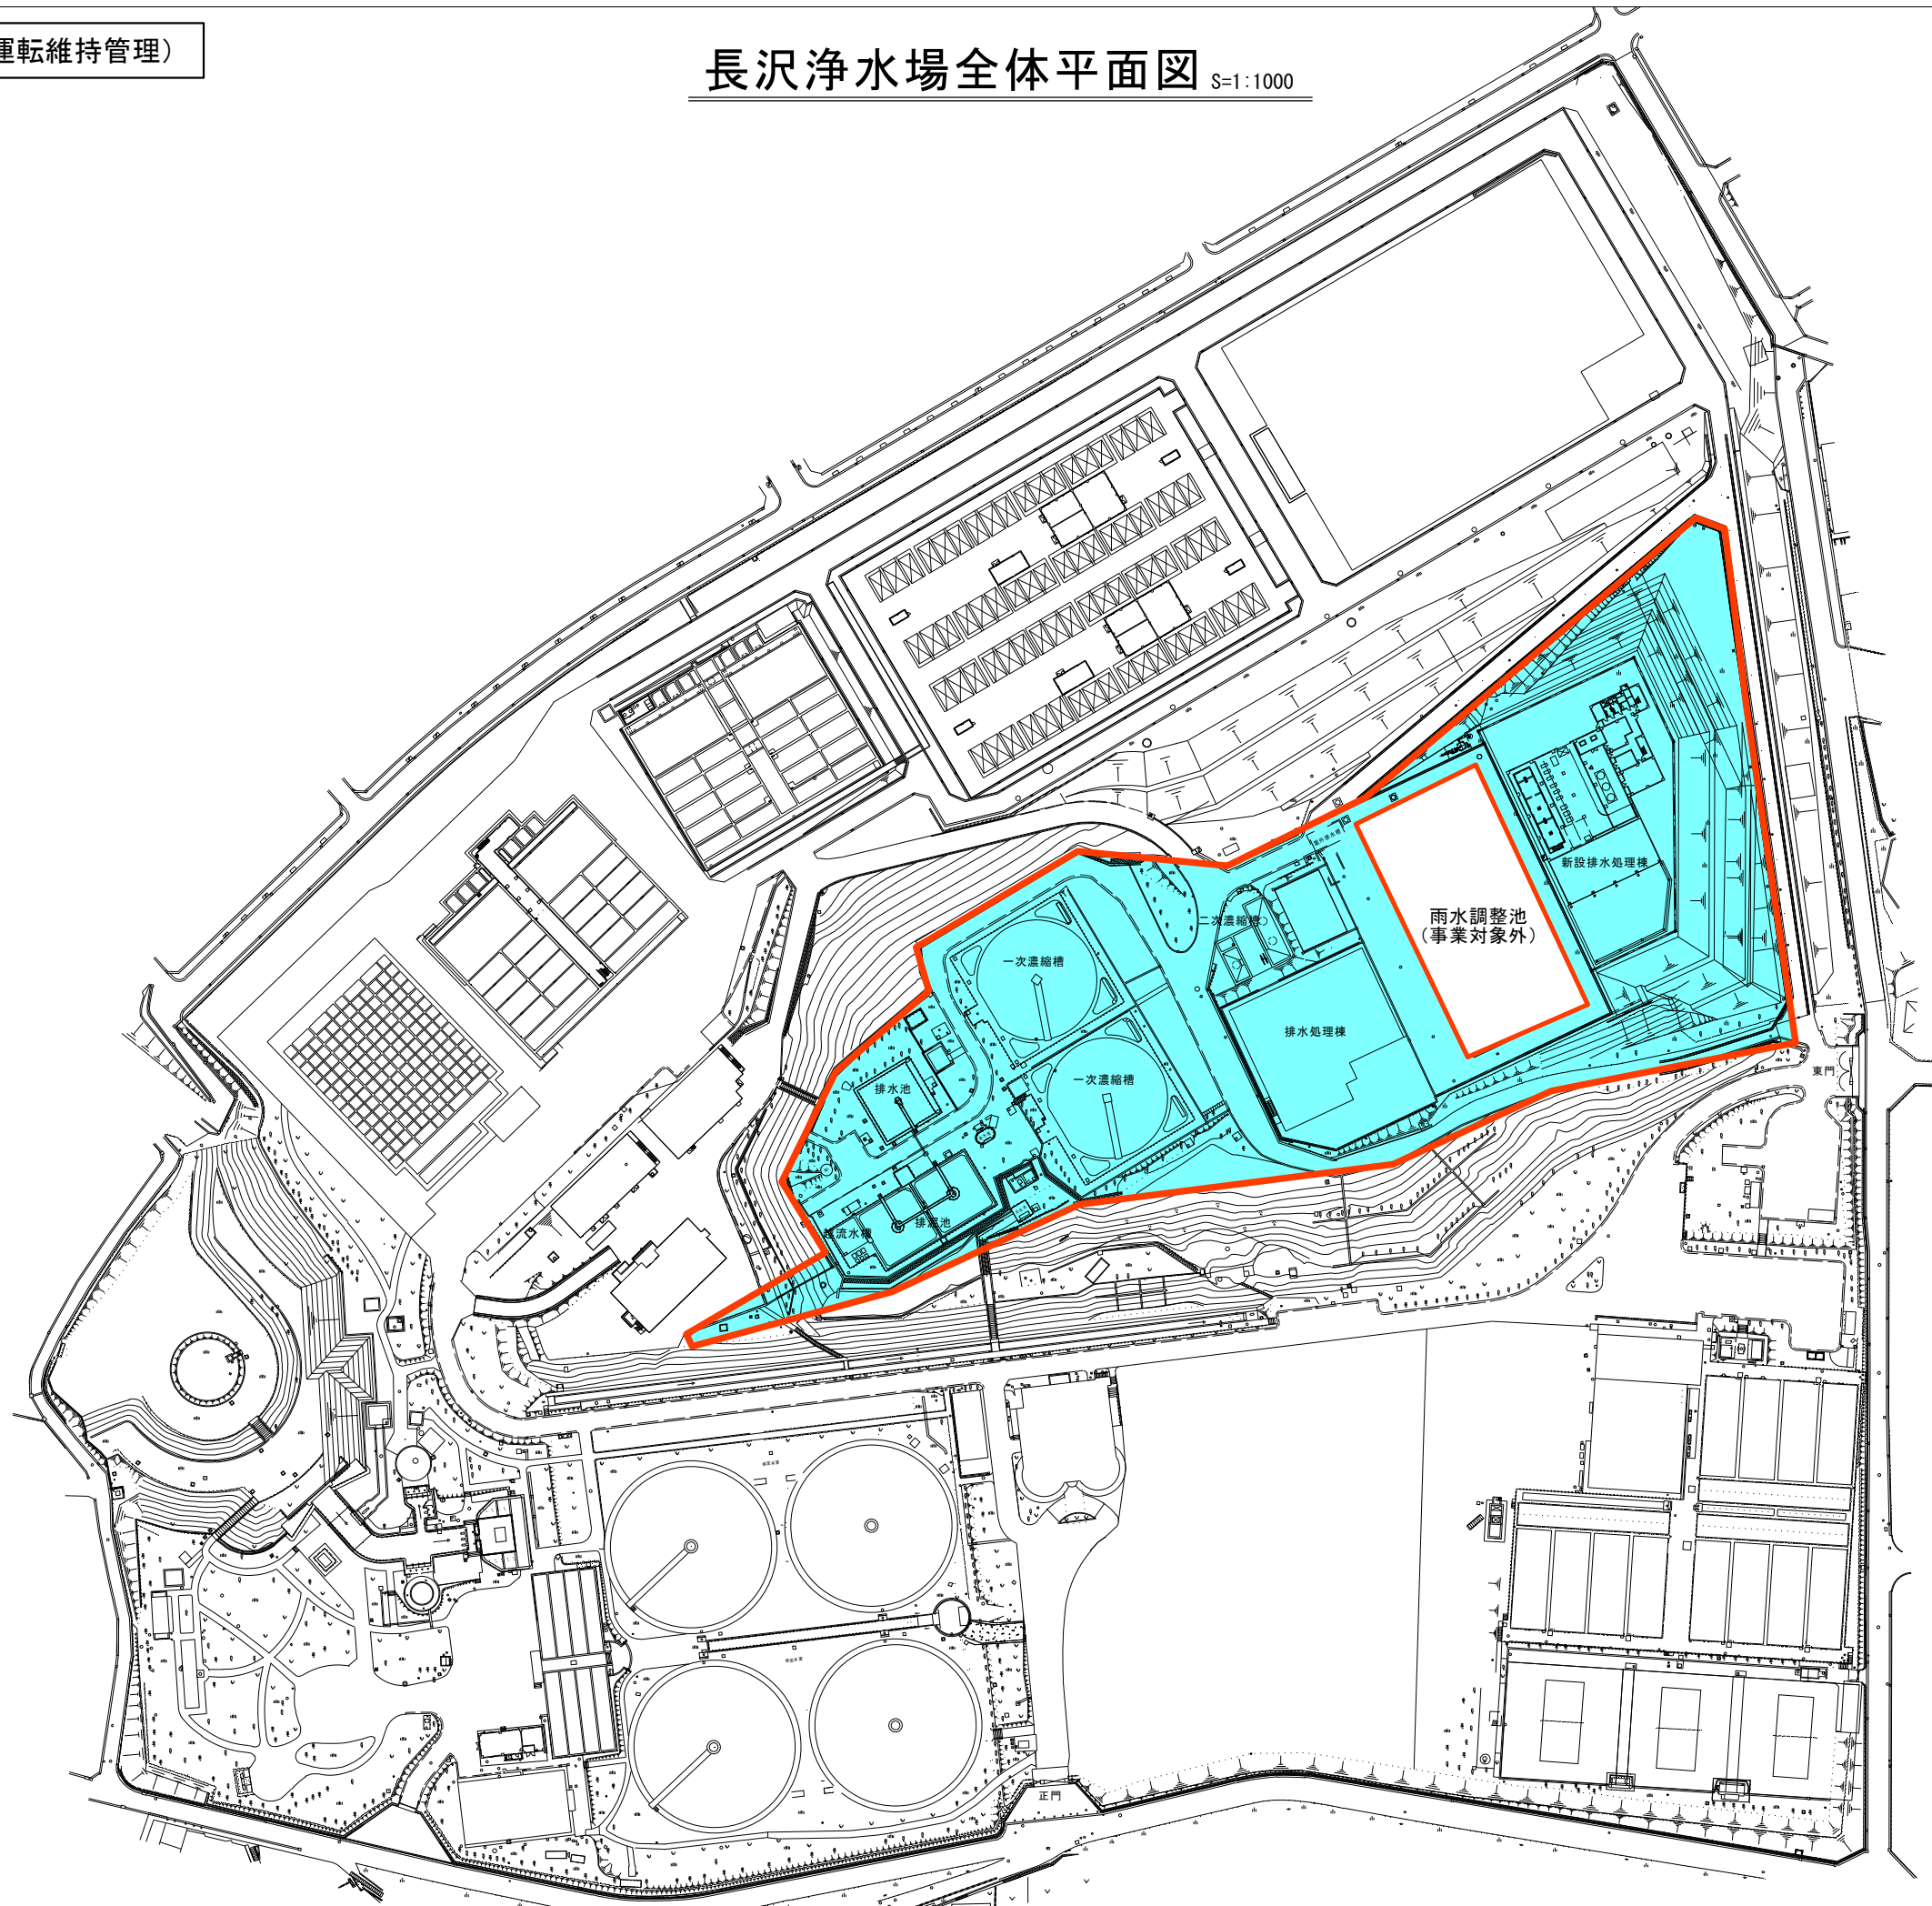 運転維持管理）
長沢浄水場全体平面図 S=1:1000
新設排水処理棟
雨水調整池
（事業対象外）
二次濃縮槽
一次濃縮槽
排水処理棟
一次濃縮槽
排水池
東門
排泥池
越流水槽
正門